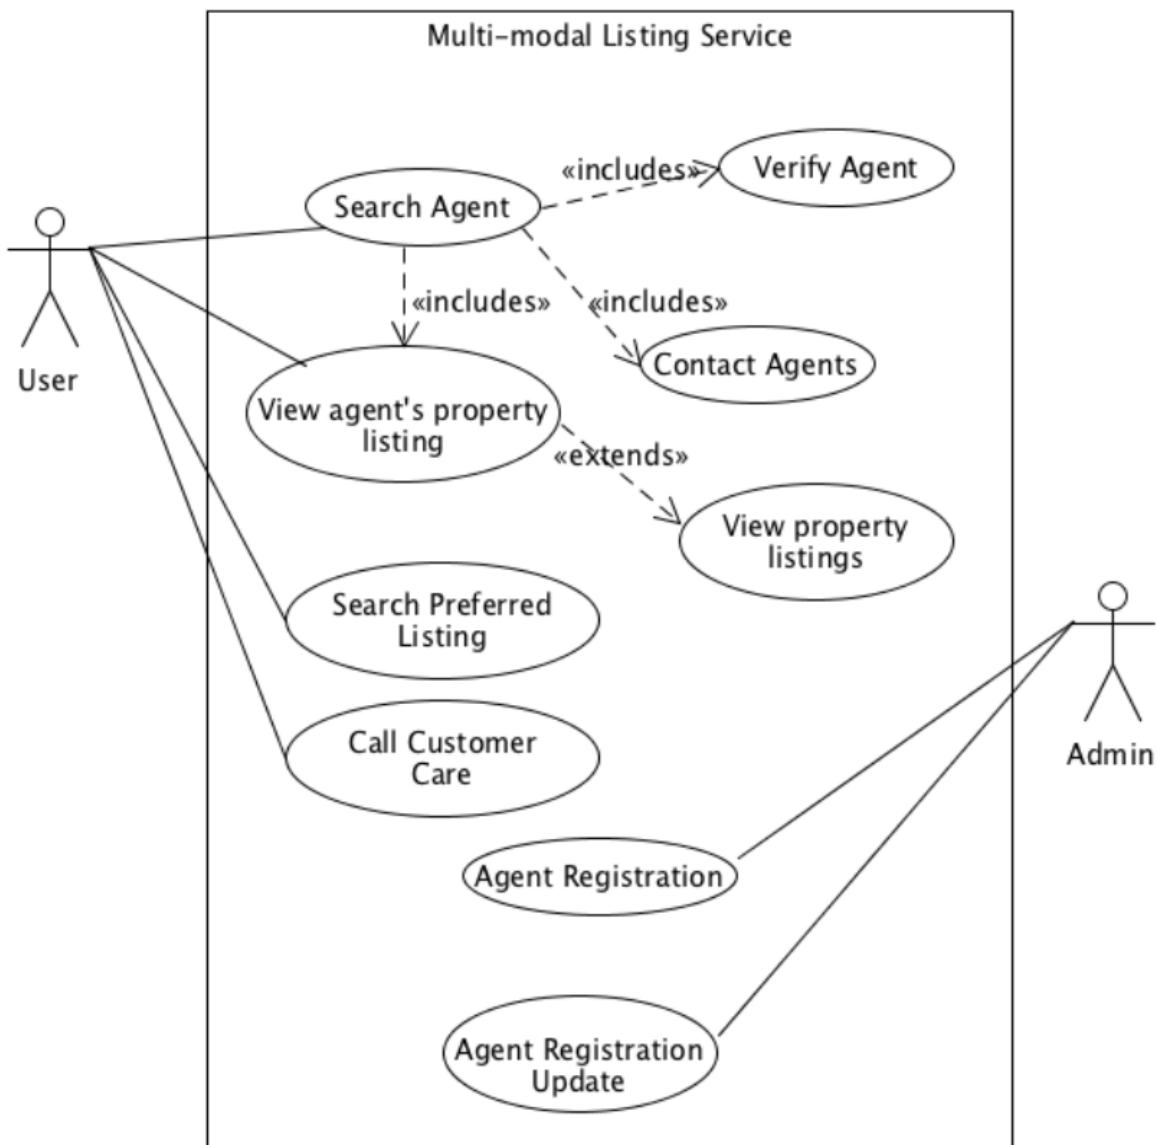 Multi-modal Listing Service
«includes»
Verify Agent
Search Agent
«includes»
«includes»
Contact Agents
User
View agent's property
listing
«extends»
View property
listings
Search Preferred
Listing
Call Customer
Care
Admin
Agent Registration
Agent Registration
Update